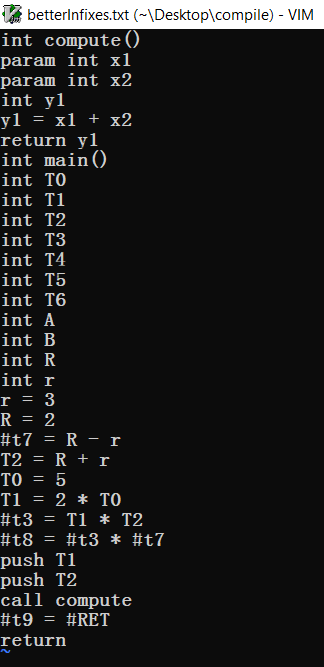 betterInfixes.txt (~\Desktop\compile) - VIM
int compute()
param int x1
param int x2
int y1
y1 = x1 + x2
return y1
int main()
int T0
int T1
int T2
int T3
int T4
int T5
int T6
int A
int B
int R
int r
r = 3
R = 2
#t7 = R - r
T2 = R + r
T0 = 5
T1 = 2 * T0
#t3 = T1 * T2
#t8 = #t3 * #t7
push T1
push T2
call compute
#t9 = #RET
return
~